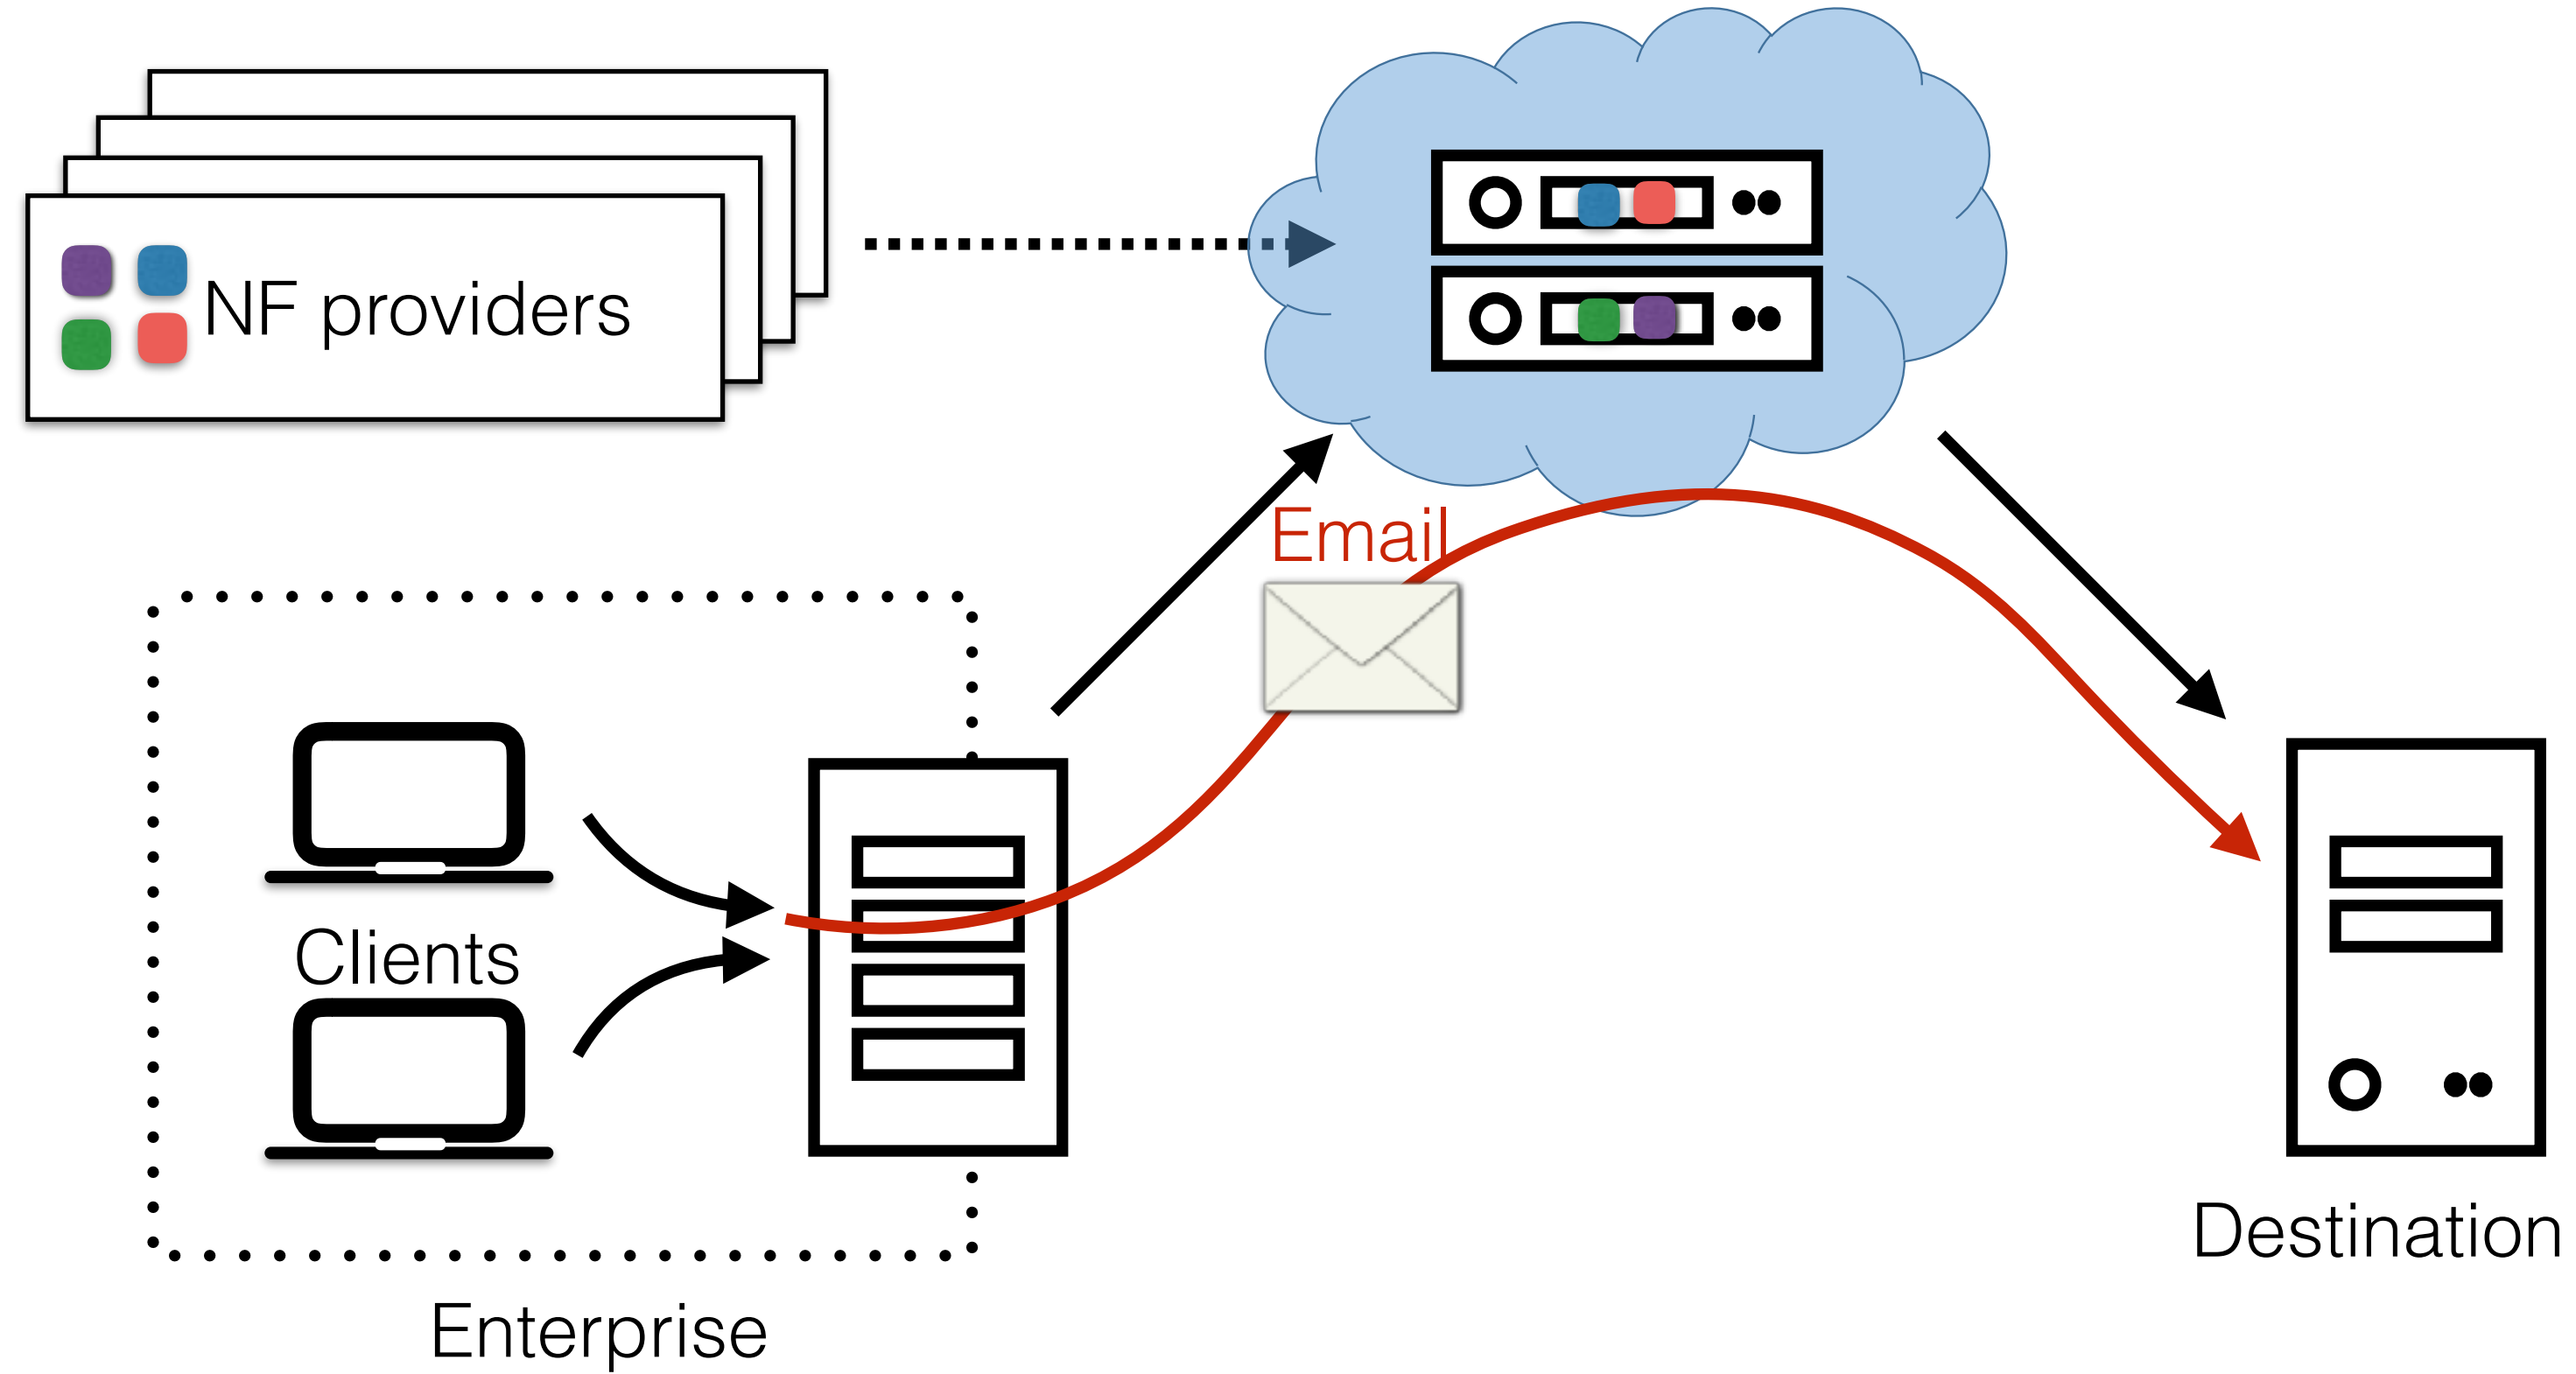 NF providers
Email
Clients
Enterprise
Destination